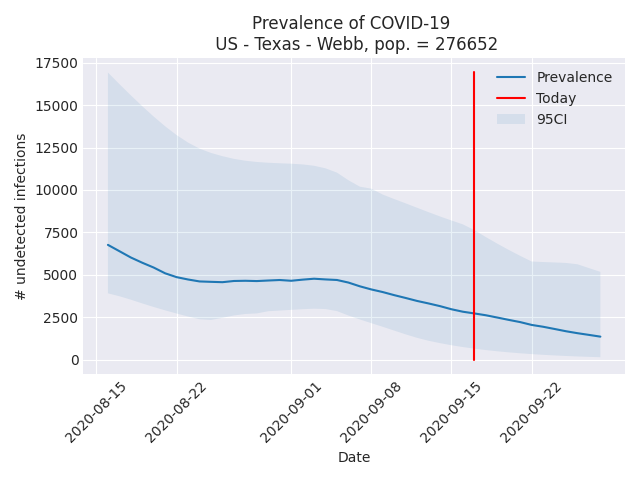 Prevalence of COVID-19
US - Texas - Webb, pop. = 276652
17500
15000
12500
10000
7500
5000
2500
0
# undetected infections
Prevalence
Today
95CI
2020-08-15
2020-08-22
2020-09-01
2020-09-08
2020-09-15
2020-09-22
Date